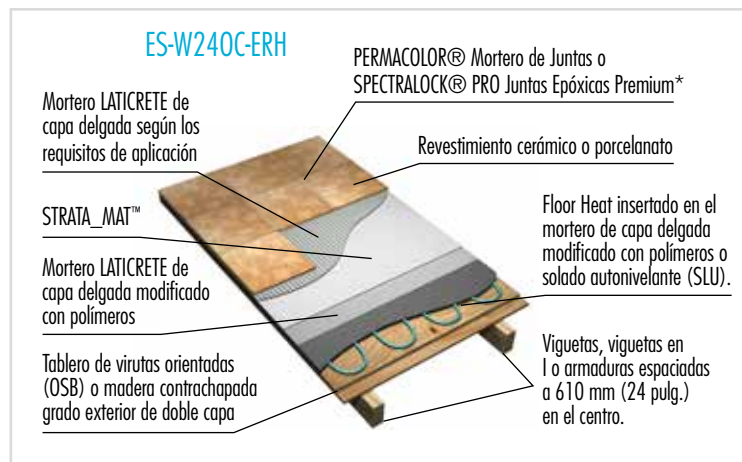 ES-W240C-ERH
PERMACOLOR® Mortero de Juntas o
SPECTRALOCK® PRO Juntas Epóxicas Premium*
Mortero LATICRETE de
capa delgada según los
requisitos de aplicación
Revestimiento cerámico o porcelanato
STRATA_MAT™
Floor Heat insertado en el
mortero de capa delgada
modificado con polímeros o
solado autonivelante (SLU).
Mortero LATICRETE de
capa delgada modificado
con polímeros
Tablero de virutas orientadas
(OSB) o madera contrachapada
grado exterior de doble capa
Viguetas, viguetas en
I o armaduras espaciadas
a 610 mm (24 pulg.)
en el centro.